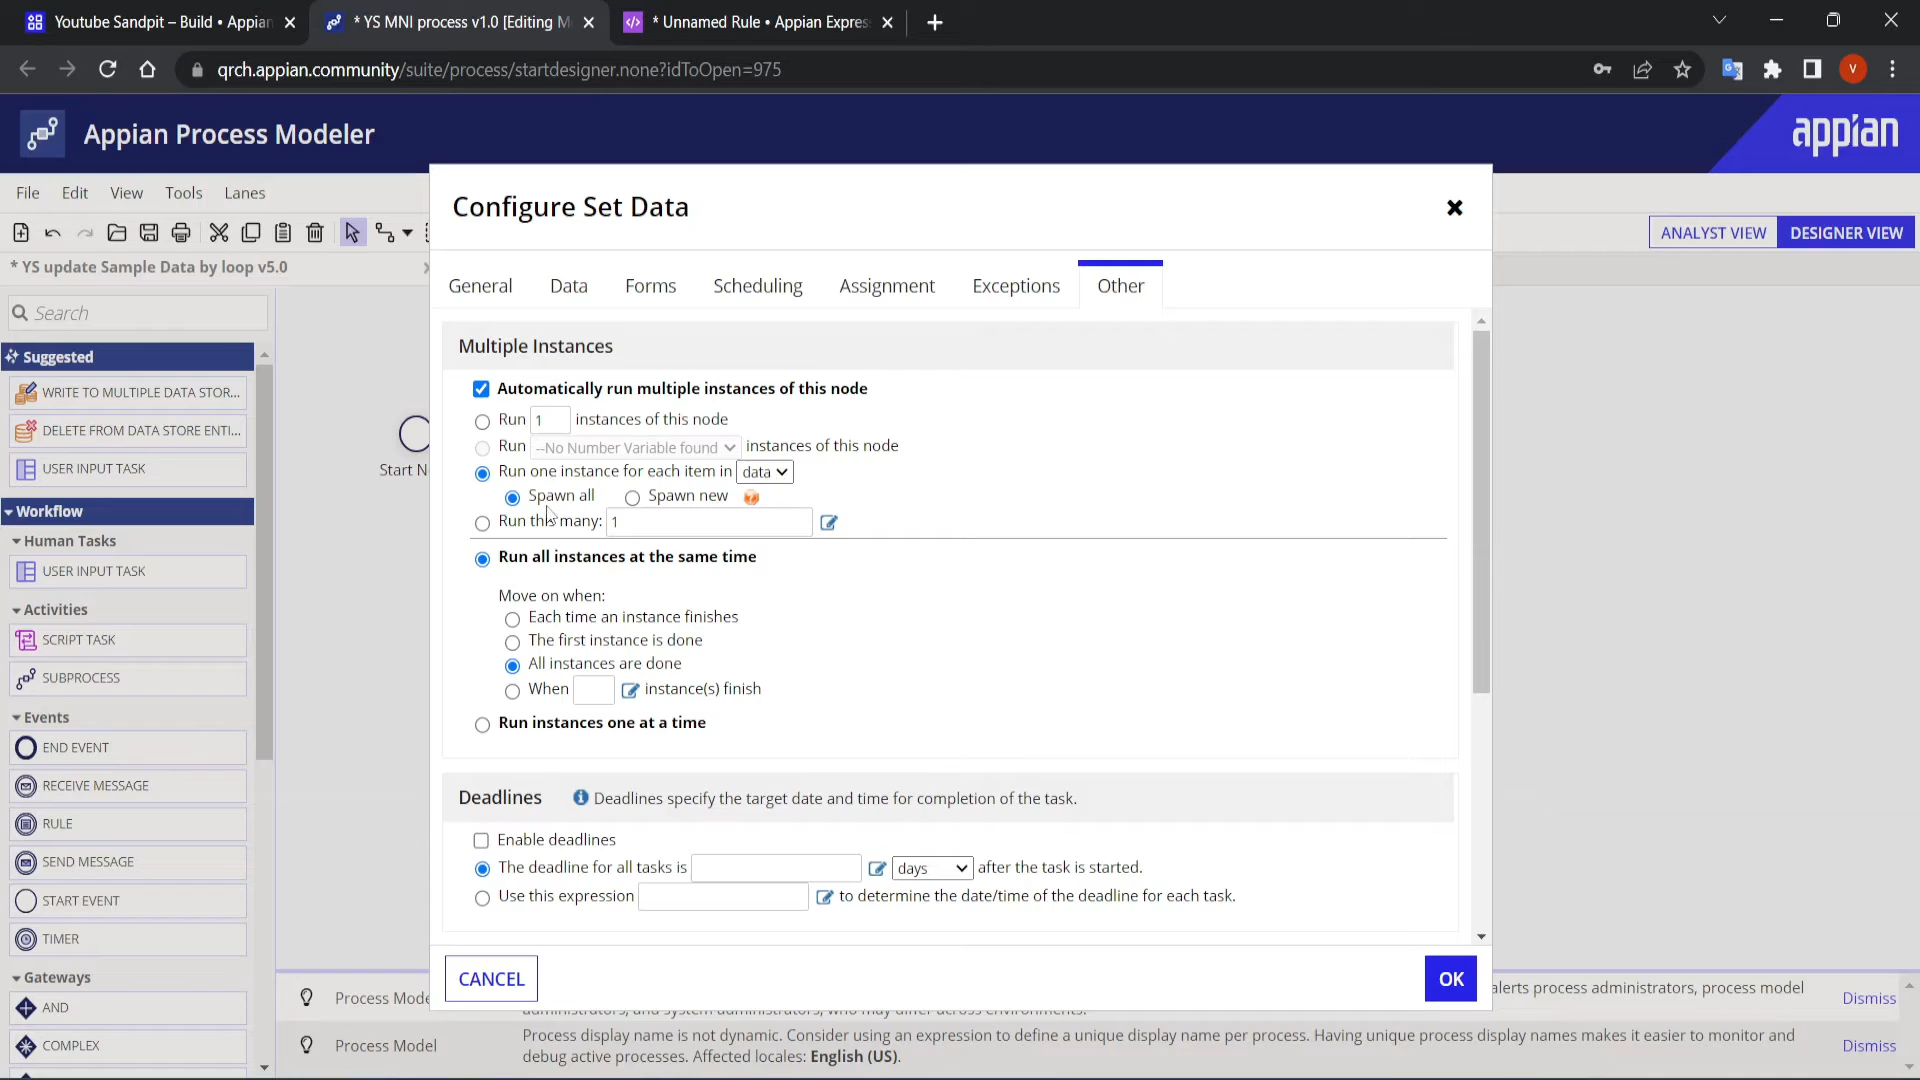 Youtube Sandpit – Build • Appian
* YS MNI process v1.0 [Editing M
* Unnamed Rule • Appian Expres
qrch.appian.community/suite/process/startdesigner.none?idToOpen=975
V
Appian Process Modeler
appian
File Edit View Tools Lanes
ANALYST VIEW DESIGNER VIEW
* YS update Sample Data by loop v5.0
Search
Suggested
WRITE TO MULTIPLE DATA STOR...
DELETE FROM DATA STORE ENTI...
USER INPUT TASK
Workflow
Human Tasks
USER INPUT TASK
Activities
SCRIPT TASK
SUBPROCESS
Events
END EVENT
RECEIVE MESSAGE
RULE
SEND MESSAGE
START EVENT
TIMER
Gateways
AND
COMPLEX
Start N
Configure Set Data
General Data Forms Scheduling Assignment Exceptions Other
Multiple Instances
Automatically run multiple instances of this node
Run 1 instances of this node
Run --No Number Variable found instances of this node
Run one instance for each item in data
Spawn all Spawn new
Run this many: 1
Run all instances at the same time
Move on when:
Each time an instance finishes
The first instance is done
All instances are done
When instance(s) finish
Run instances one at a time
Deadlines Deadlines specify the target date and time for completion of the task.
Enable deadlines
The deadline for all tasks is days after the task is started.
Use this expression to determine the date/time of the deadline for each task.
CANCEL OK
Process Mode alerts process administrators, process model Dismiss
Process Model Process display name is not dynamic. Consider using an expression to define a unique display name per process. Having unique process display names makes it easier to monitor and Dismiss
debug active processes. Affected locales: English (US).